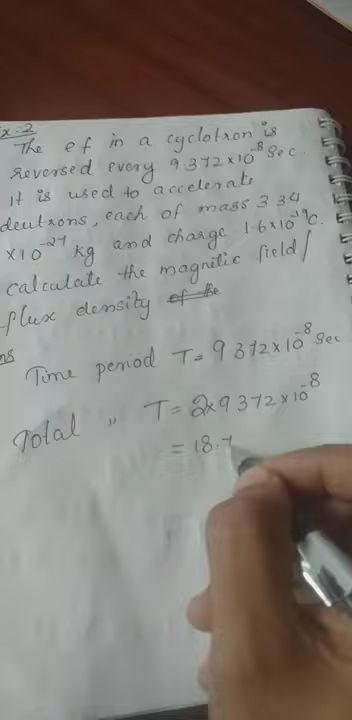 x:2
The ef in a cyclotron is
reversed every 9.372×10⁻⁸ Sec.
It is used to accelerate
deutrons, each of mass 3.34
×10⁻²⁷ kg and charge 1.6×10⁻¹⁹C.
calculate the magnetic field/
flux density of the
ns
Time period T = 9.372×10⁻⁸ sec
Total " T = 2×9.372×10⁻⁸
= 18.7